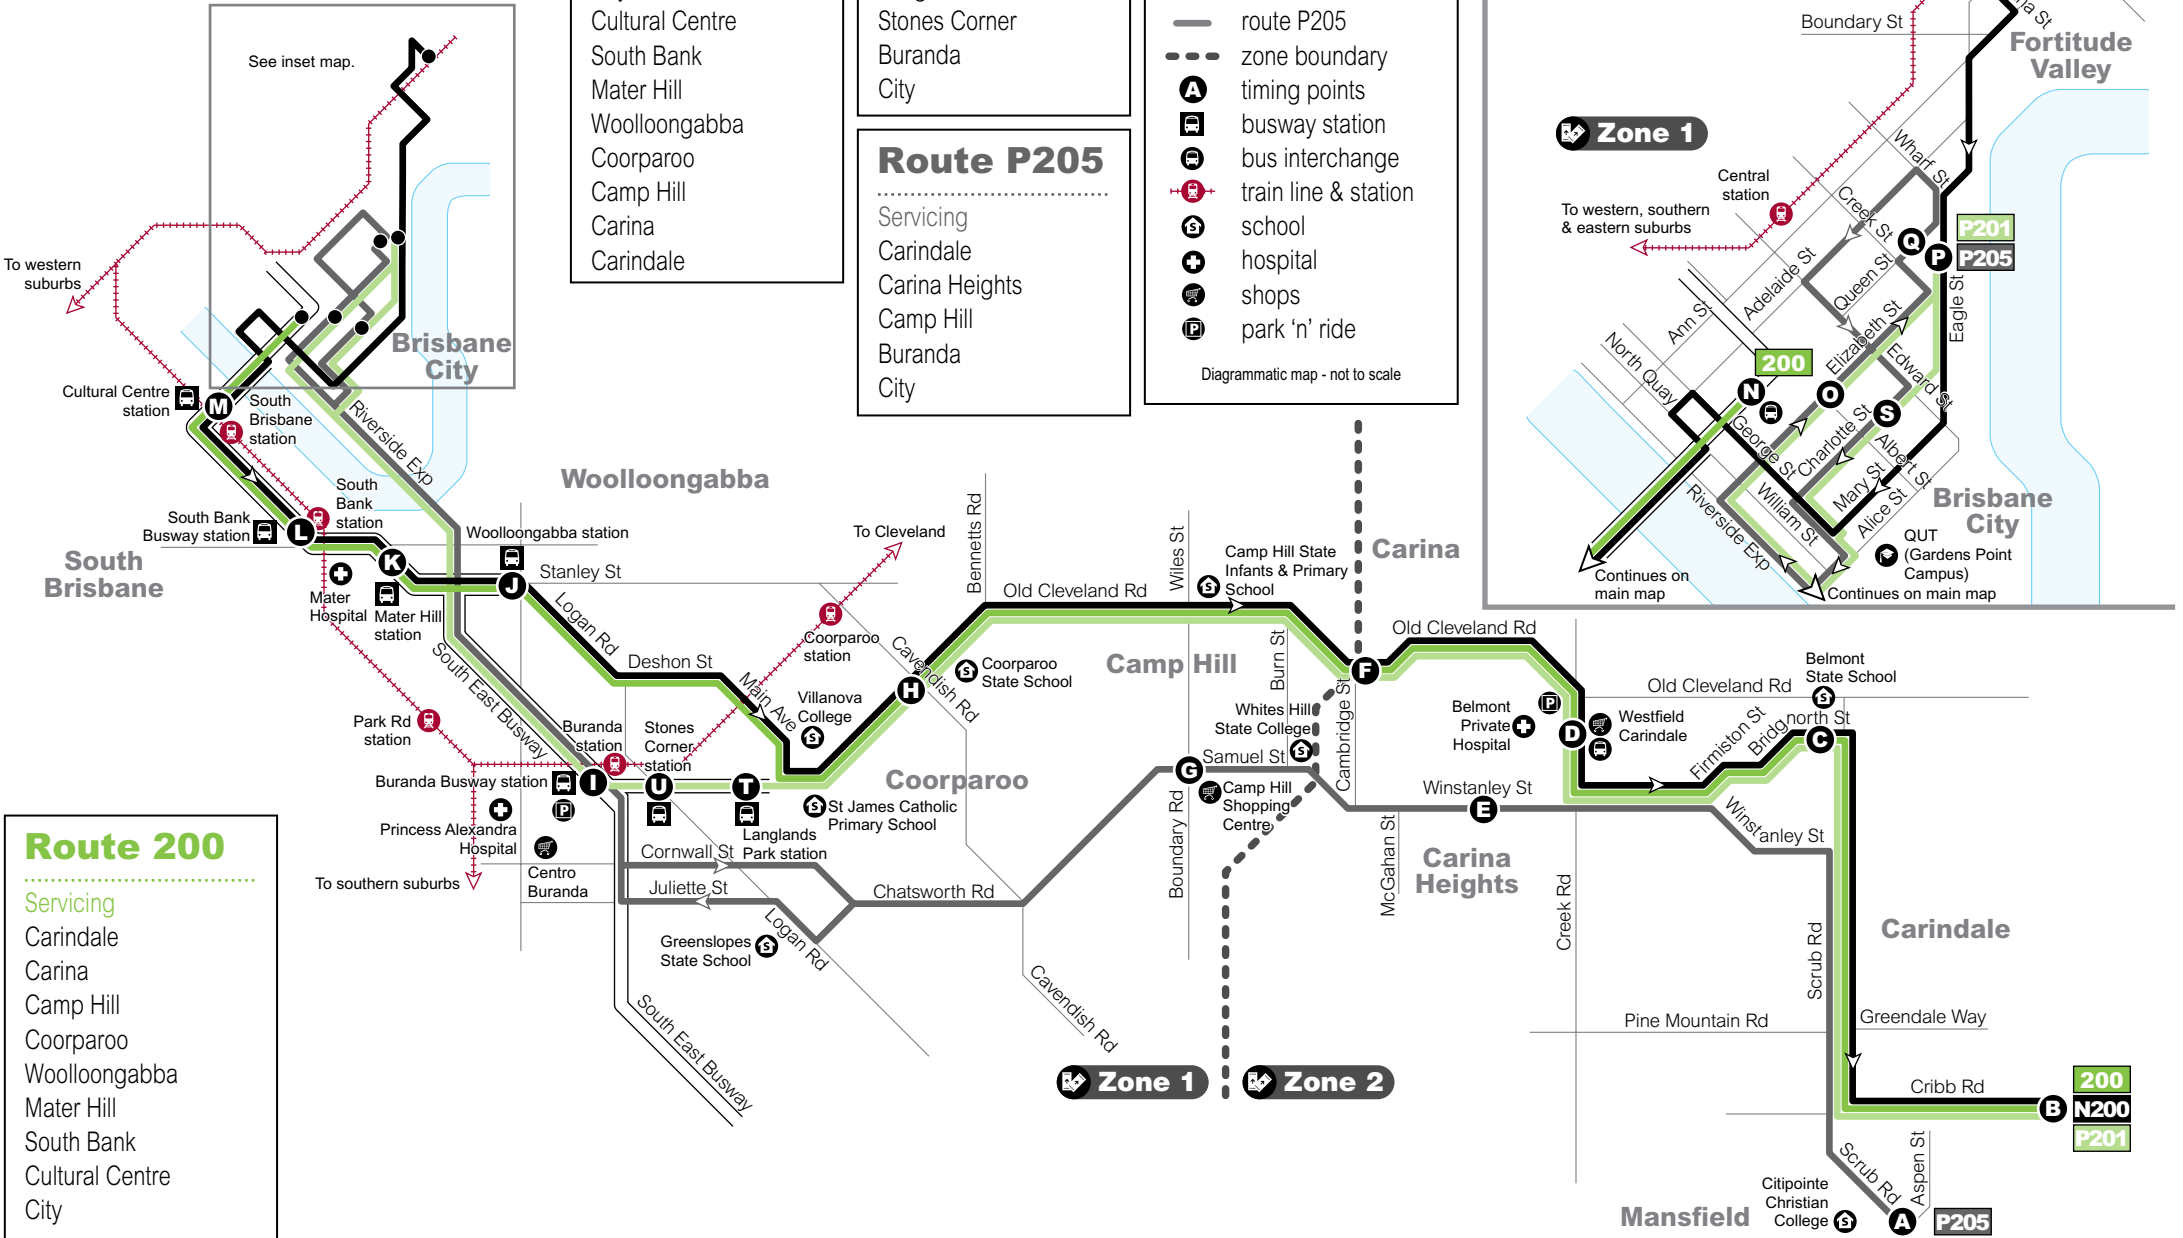 See inset map.
To western
suburbs
Brisbane
City
Cultural Centre
station
M
South
Brisbane
station
Riverside Exp
South
Bank
station
South Bank
Busway station
L
K
South
Brisbane
Mater
Hospital
Mater Hill
station
Woolloongabba
Woolloongabba station
J
Stanley St
Logan Rd
Deshon St
Main Ave
South East Busway
Park Rd
station
Buranda
station
Stones
Corner
station
Villanova
College
To Cleveland
Coorparoo
station
Cavendish Rd
H
Coorparoo
State School
Buranda Busway station
I
U
T
Princess Alexandra
Hospital
Langlands
Park station
St James Catholic
Primary School
Coorparoo
To southern suburbs
Centro
Buranda
Cornwall St
Juliette St
Chatsworth Rd
Logan Rd
Greenslopes
State School
South East Busway
Cavendish Rd
Cultural Centre
South Bank
Mater Hill
Woolloongabba
Coorparoo
Camp Hill
Carina
Carindale
Stones Corner
Buranda
City
Route P205
Servicing
Carindale
Carina Heights
Camp Hill
Buranda
City
route P205
zone boundary
A timing points
busway station
bus interchange
train line & station
S school
hospital
shops
P park ‘n’ ride
Diagrammatic map - not to scale
Bennetts Rd
Old Cleveland Rd
Wiles St
Camp Hill State
Infants & Primary
School
Carina
Camp Hill
Burn St
Whites Hill
State College
Cambridge St
F
G
Samuel St
Camp Hill
Shopping
Centre
Boundary Rd
Old Cleveland Rd
Belmont
Private
Hospital
P
D
Westfield
Carindale
Old Cleveland Rd
Belmont
State School
Firmiston St
Bridgnorth St
C
Winstanley St
E
Winstanley St
McGahan St
Carina
Heights
Creek Rd
Scrub Rd
Carindale
Pine Mountain Rd
Greendale Way
Cribb Rd
B
200
N200
P201
Zone 1
Zone 2
Scrub Rd
Aspen St
Citipointe
Christian
College
Mansfield
A
P205
Boundary St
Fortitude
Valley
Zone 1
Central
station
To western, southern
& eastern suburbs
Wharf St
Creek St
Q
P
P201
P205
Adelaide St
Queen St
Ann St
Elizabeth St
Eagle St
Edward St
North Quay
200
N
O
S
George St
Charlotte St
Albert St
Mary St
Alice St
William St
Riverside Exp
Brisbane
City
QUT
(Gardens Point
Campus)
Continues on
main map
Continues on main map
Route 200
Servicing
Carindale
Carina
Camp Hill
Coorparoo
Woolloongabba
Mater Hill
South Bank
Cultural Centre
City